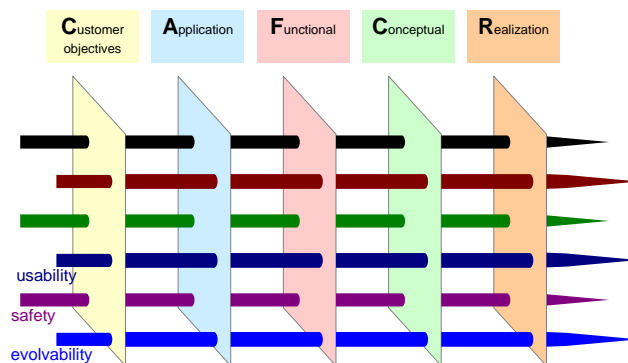 Customer
objectives
Application
Functional
Conceptual
Realization
usability
safety
evolvability